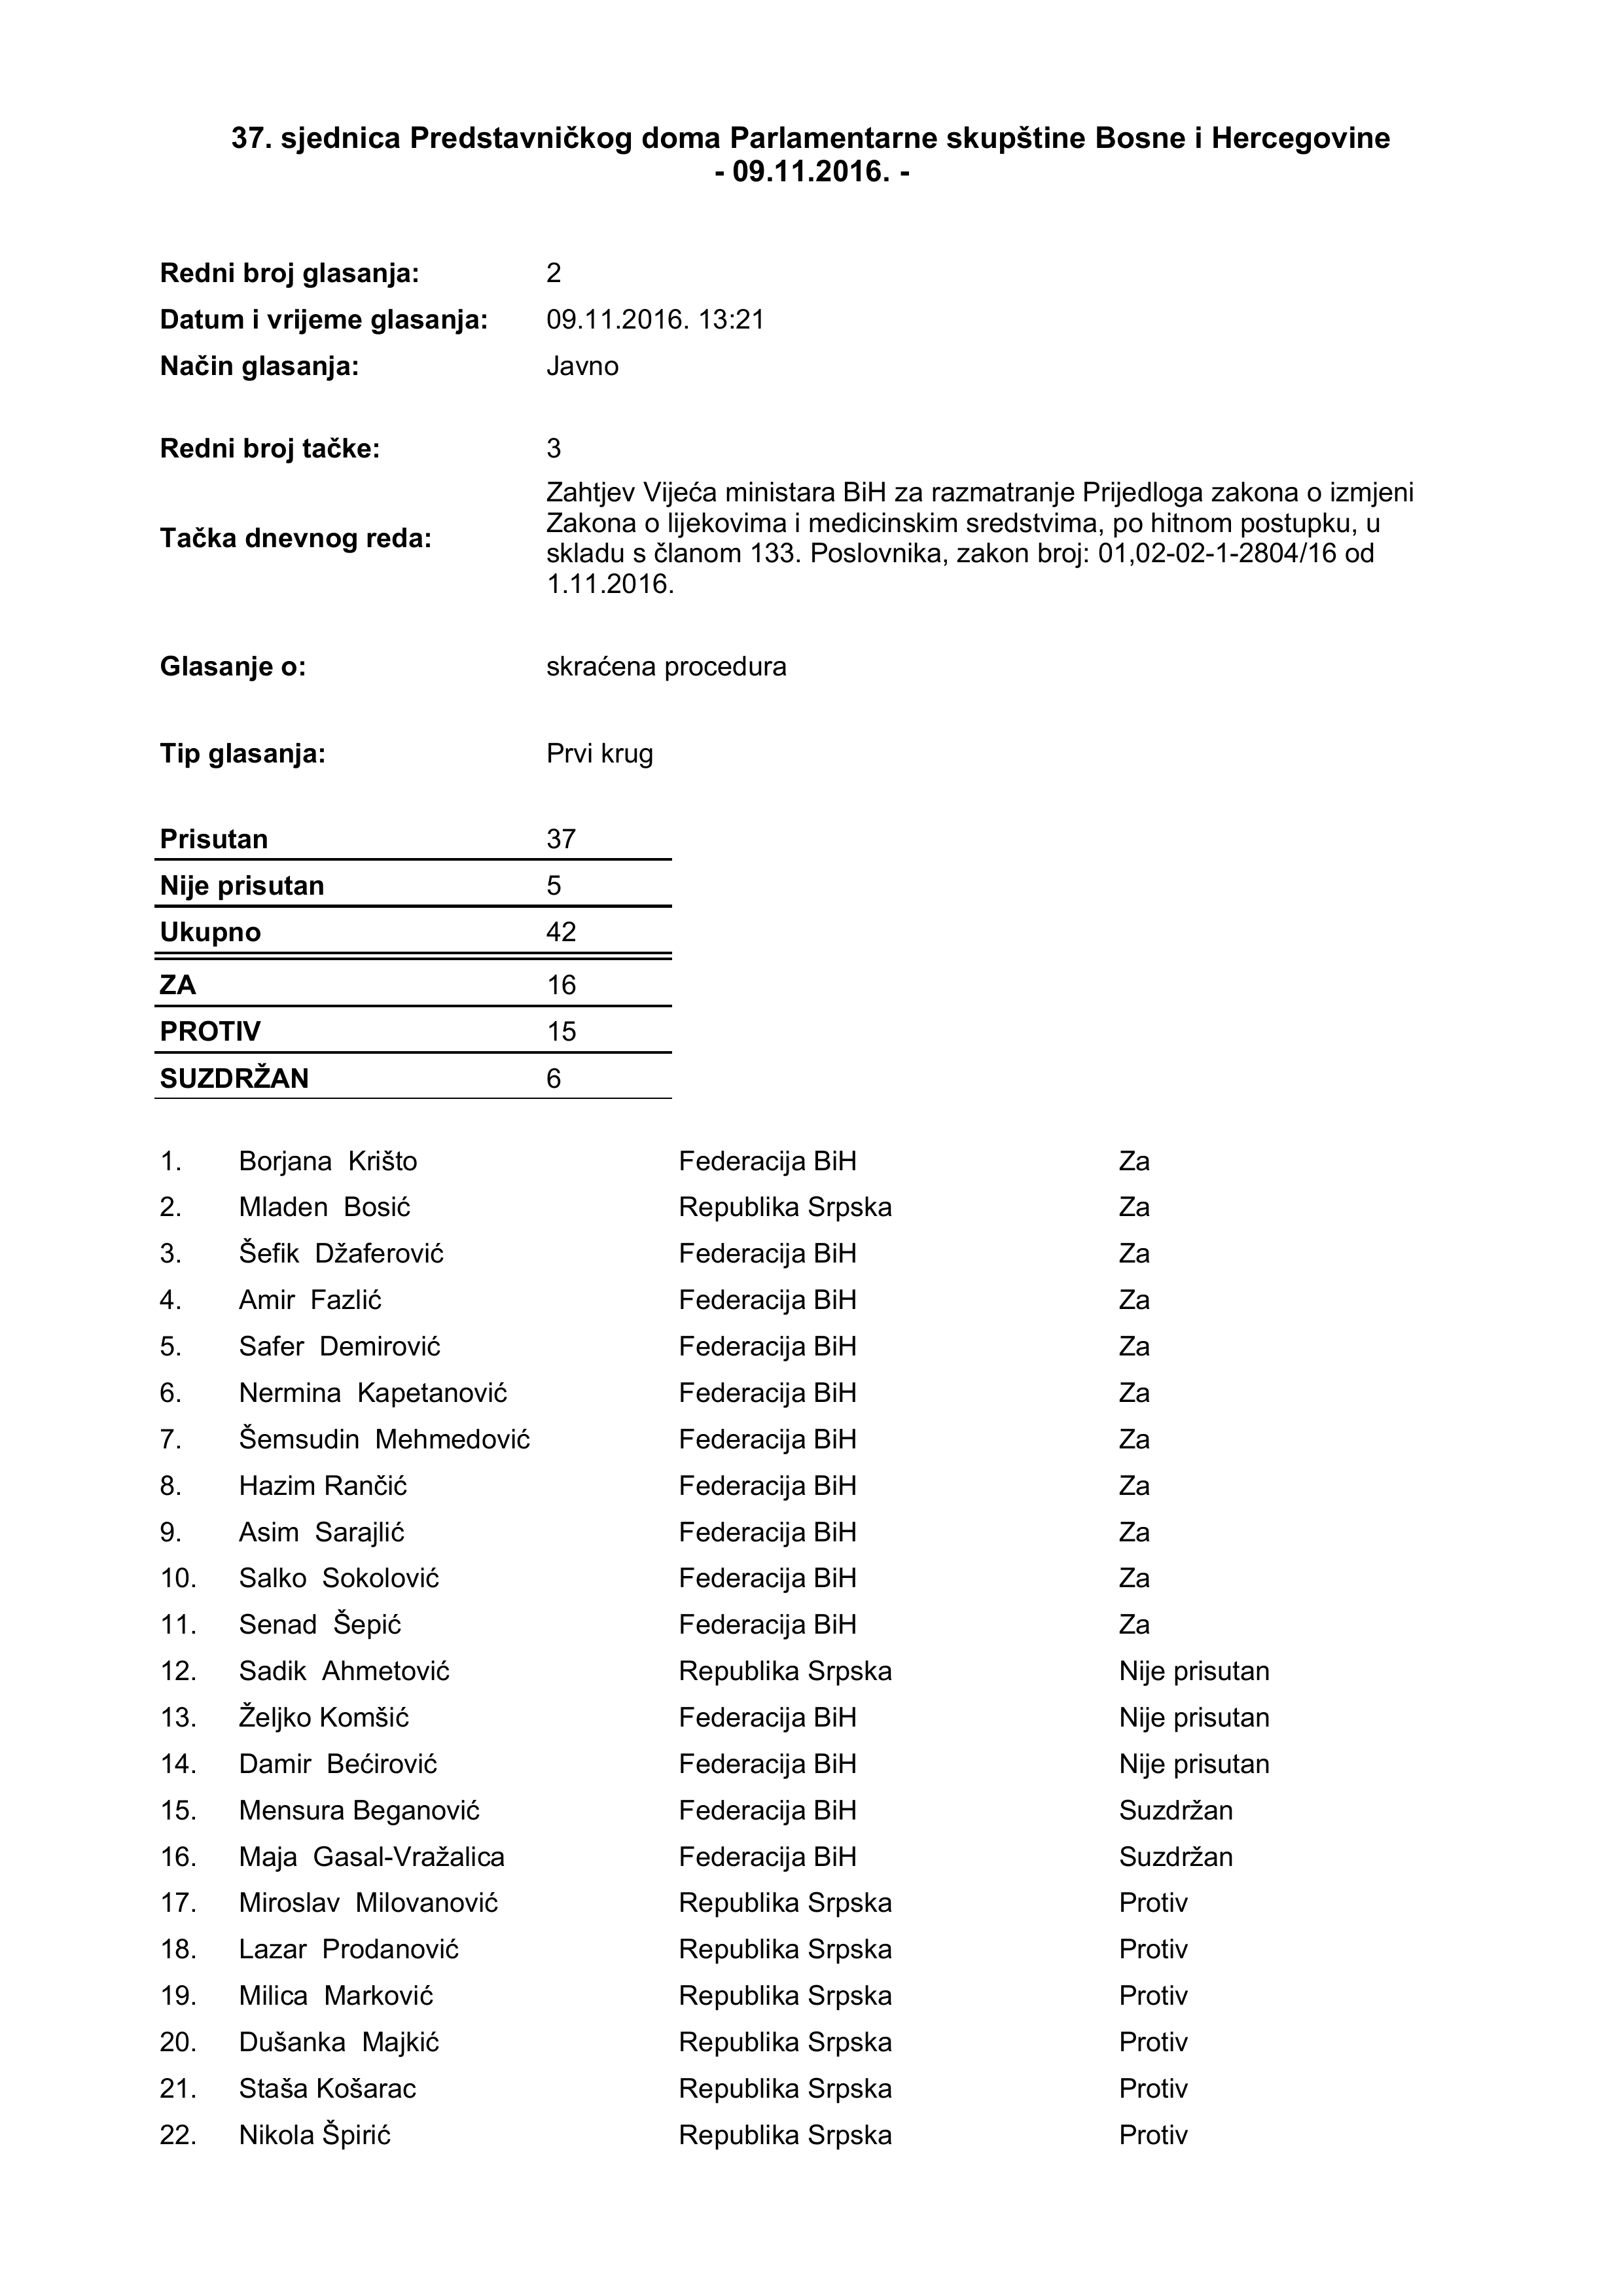 37. sjednica Predstavničkog doma Parlamentarne skupštine Bosne i Hercegovine
- 09.11.2016. -
Redni broj glasanja: 2
Datum i vrijeme glasanja: 09.11.2016. 13:21
Način glasanja: Javno
Redni broj tačke: 3
Tačka dnevnog reda: Zahtjev Vijeća ministara BiH za razmatranje Prijedloga zakona o izmjeni
Zakona o lijekovima i medicinskim sredstvima, po hitnom postupku, u
skladu s članom 133. Poslovnika, zakon broj: 01,02-02-1-2804/16 od
1.11.2016.
Glasanje o: skraćena procedura
Tip glasanja: Prvi krug
Prisutan 37
Nije prisutan 5
Ukupno 42
ZA 16
PROTIV 15
SUZDRŽAN 6
1. Borjana Krišto Federacija BiH Za
2. Mladen Bosić Republika Srpska Za
3. Šefik Džaferović Federacija BiH Za
4. Amir Fazlić Federacija BiH Za
5. Safer Demirović Federacija BiH Za
6. Nermina Kapetanović Federacija BiH Za
7. Šemsudin Mehmedović Federacija BiH Za
8. Hazim Rančić Federacija BiH Za
9. Asim Sarajlić Federacija BiH Za
10. Salko Sokolović Federacija BiH Za
11. Senad Šepić Federacija BiH Za
12. Sadik Ahmetović Republika Srpska Nije prisutan
13. Željko Komšić Federacija BiH Nije prisutan
14. Damir Bećirović Federacija BiH Nije prisutan
15. Mensura Beganović Federacija BiH Suzdržan
16. Maja Gasal-Vražalica Federacija BiH Suzdržan
17. Miroslav Milovanović Republika Srpska Protiv
18. Lazar Prodanović Republika Srpska Protiv
19. Milica Marković Republika Srpska Protiv
20. Dušanka Majkić Republika Srpska Protiv
21. Staša Košarac Republika Srpska Protiv
22. Nikola Špirić Republika Srpska Protiv